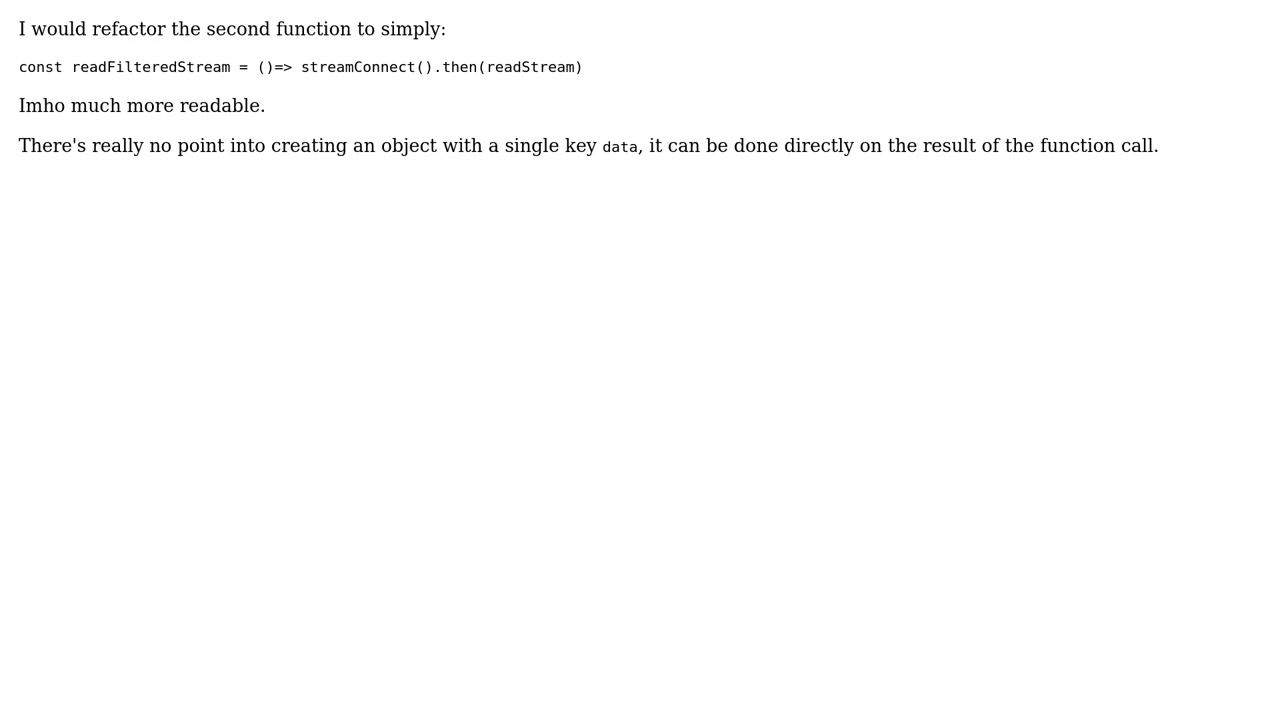 I would refactor the second function to simply:
const readFilteredStream = ()=> streamConnect().then(readStream)
Imho much more readable.
There's really no point into creating an object with a single key data, it can be done directly on the result of the function call.